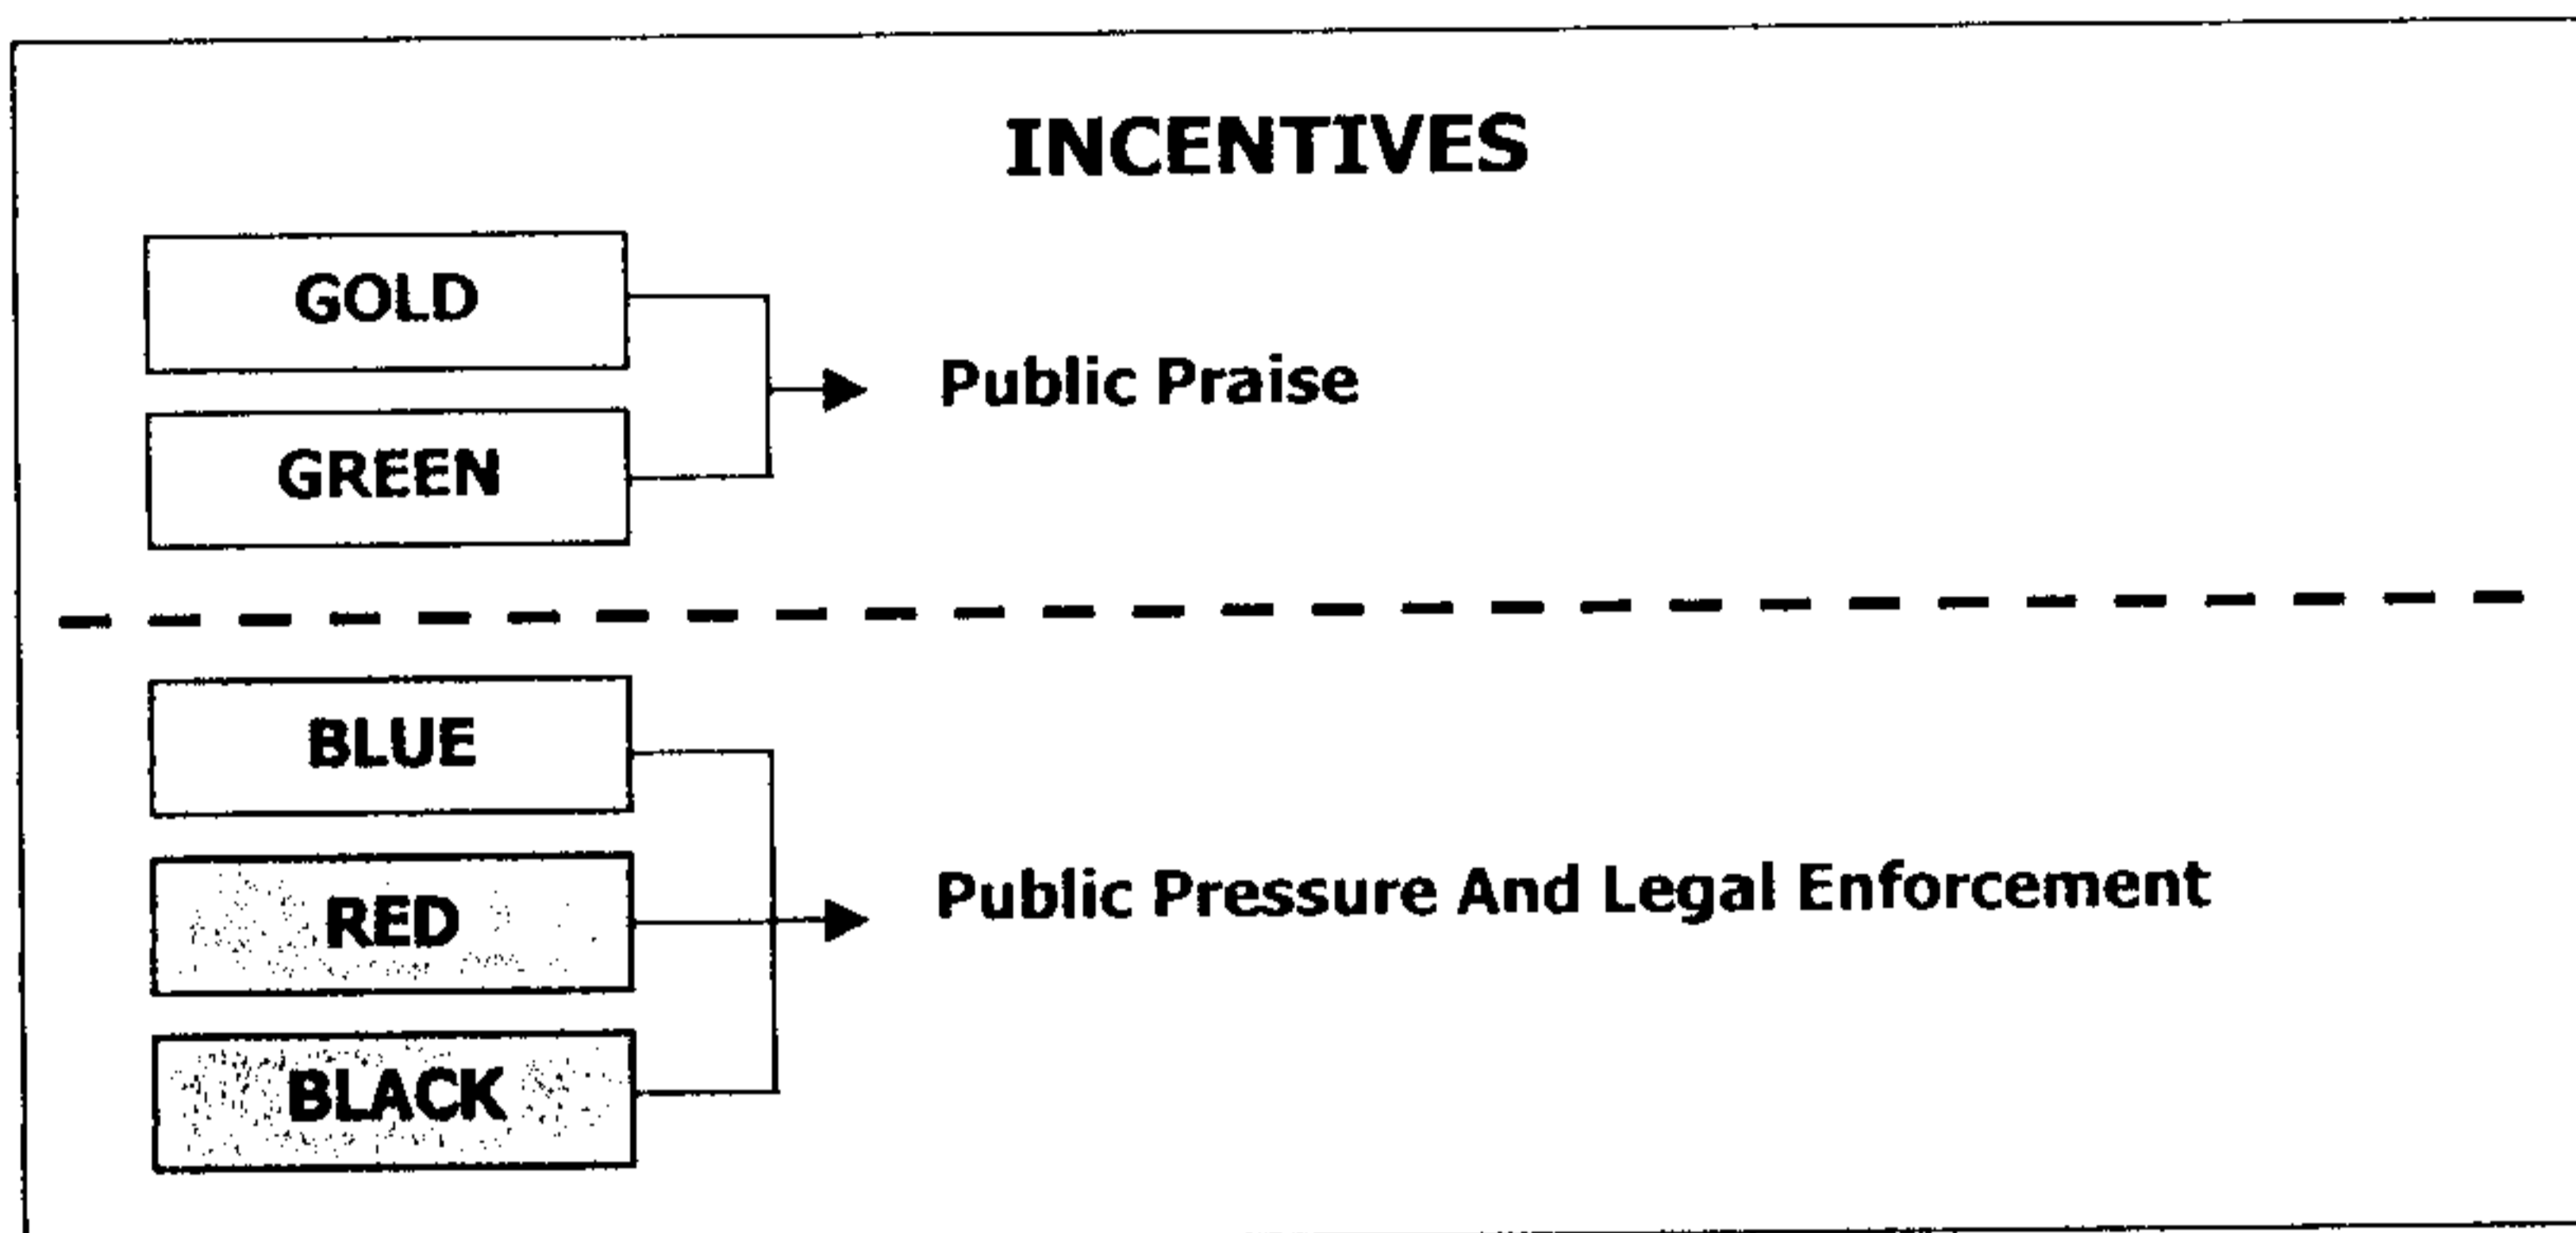 INCENTIVES
GOLD
Public Praise
GREEN
BLUE
RED
Public Pressure And Legal Enforcement
BLACK